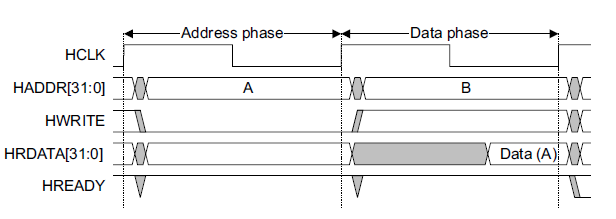 Address phase Data phase
HCLK
HADDR[31:0] A B
HWRITE
HRDATA[31:0] Data (A)
HREADY